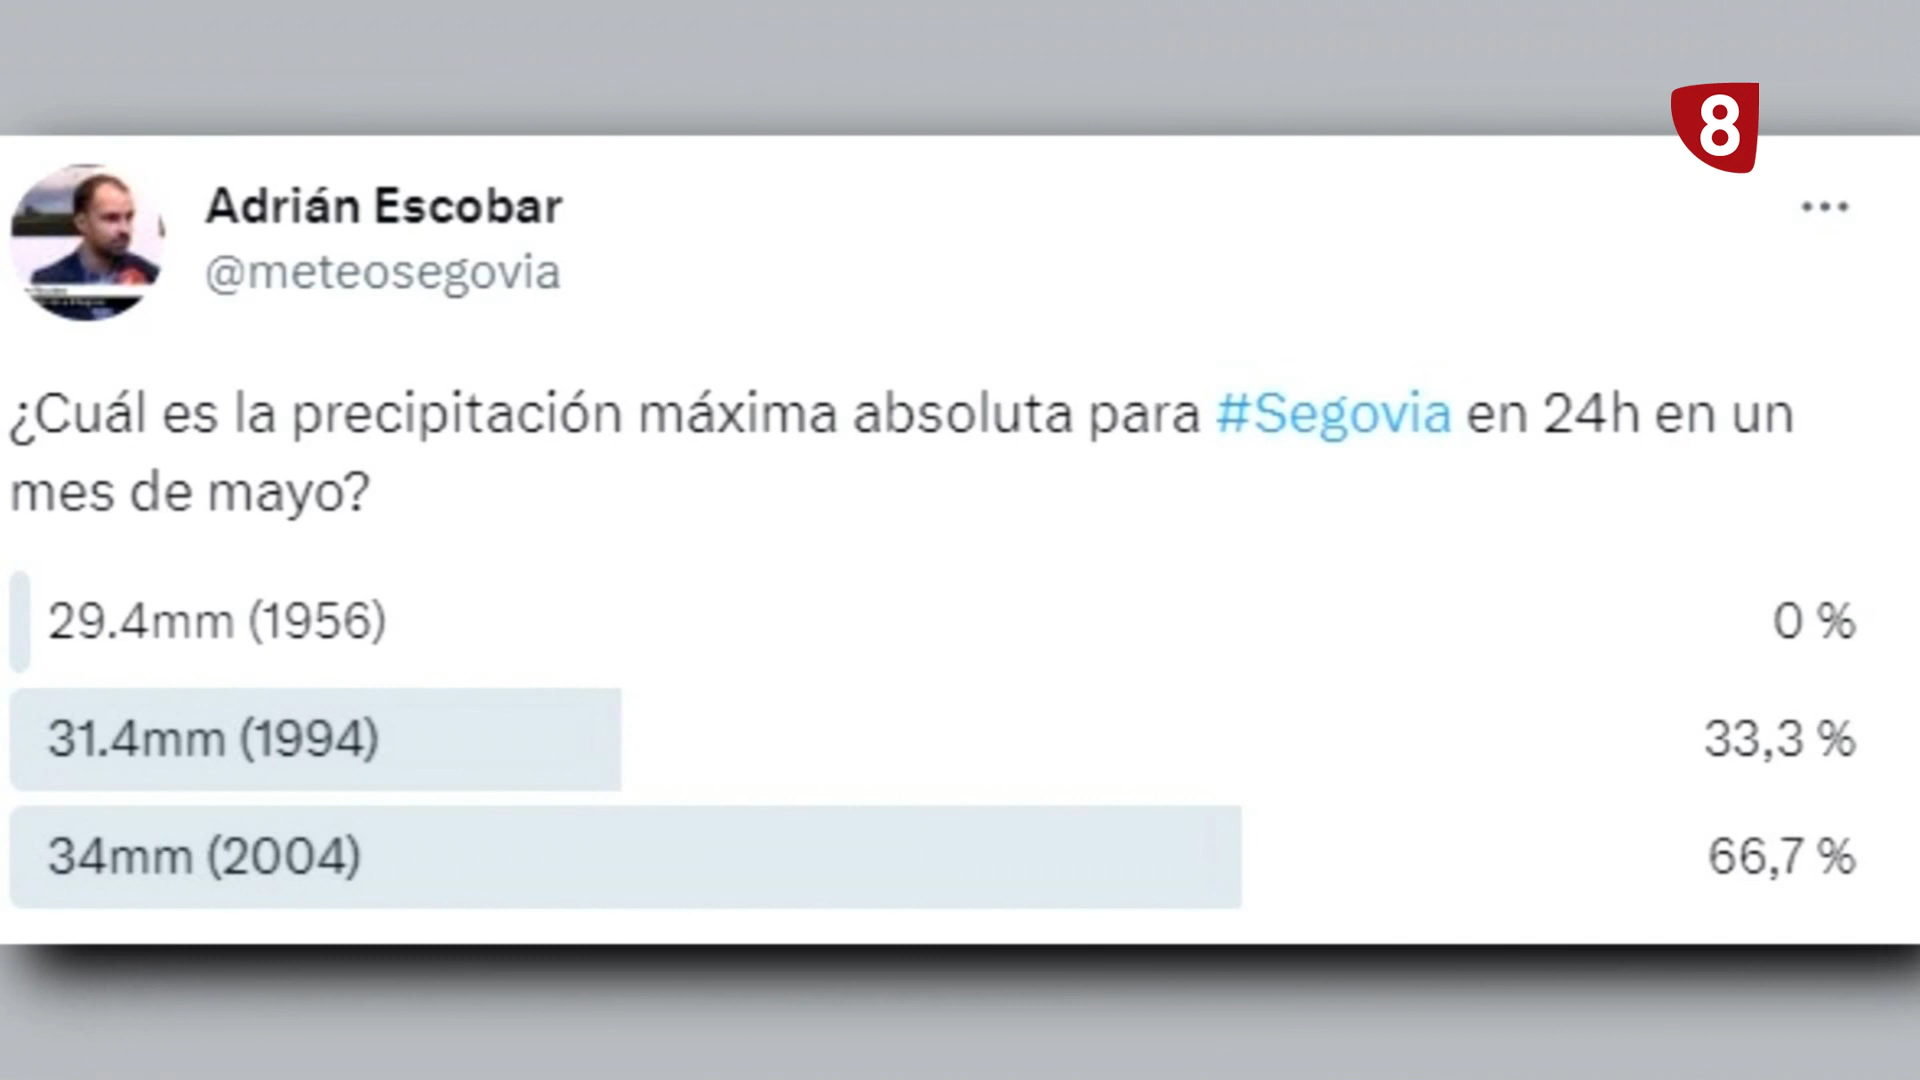 8
Adrián Escobar
@meteosegovia
¿Cuál es la precipitación máxima absoluta para #Segovia en 24h en un
mes de mayo?
29.4mm (1956) 0 %
31.4mm (1994) 33,3 %
34mm (2004) 66,7 %